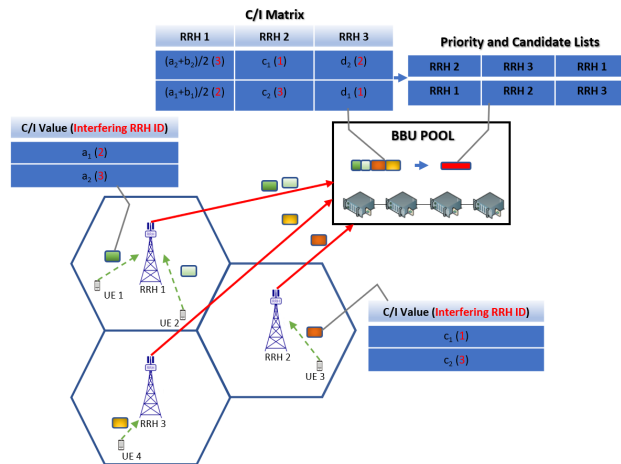 C/I Matrix
RRH 1 RRH 2 RRH 3
(a₂+b₂)/2 (3) c₁ (1) d₂ (2)
(a₁+b₁)/2 (2) c₂ (3) d₁ (1)
Priority and Candidate Lists
RRH 2 RRH 3 RRH 1
RRH 1 RRH 2 RRH 3
C/I Value (Interfering RRH ID)
a₁ (2)
a₂ (3)
BBU POOL
RRH 1
UE 1
UE 2
RRH 2
UE 3
RRH 3
UE 4
C/I Value (Interfering RRH ID)
c₁ (1)
c₂ (3)